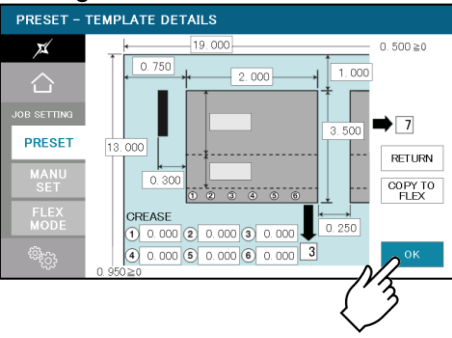 PRESET – TEMPLATE DETAILS
19. 000
0. 500 ≧0
0. 750
2. 000
1. 000
JOB SETTING
PRESET
13. 000
3. 500
7
RETURN
MANU
SET
0. 300
① ② ③ ④ ⑤ ⑥
COPY TO
FLEX
FLEX
MODE
CREASE
0. 250
① 0. 000 ② 0. 000 ③ 0. 000
④ 0. 000 ⑤ 0. 000 ⑥ 0. 000
3
OK
0. 950≧0